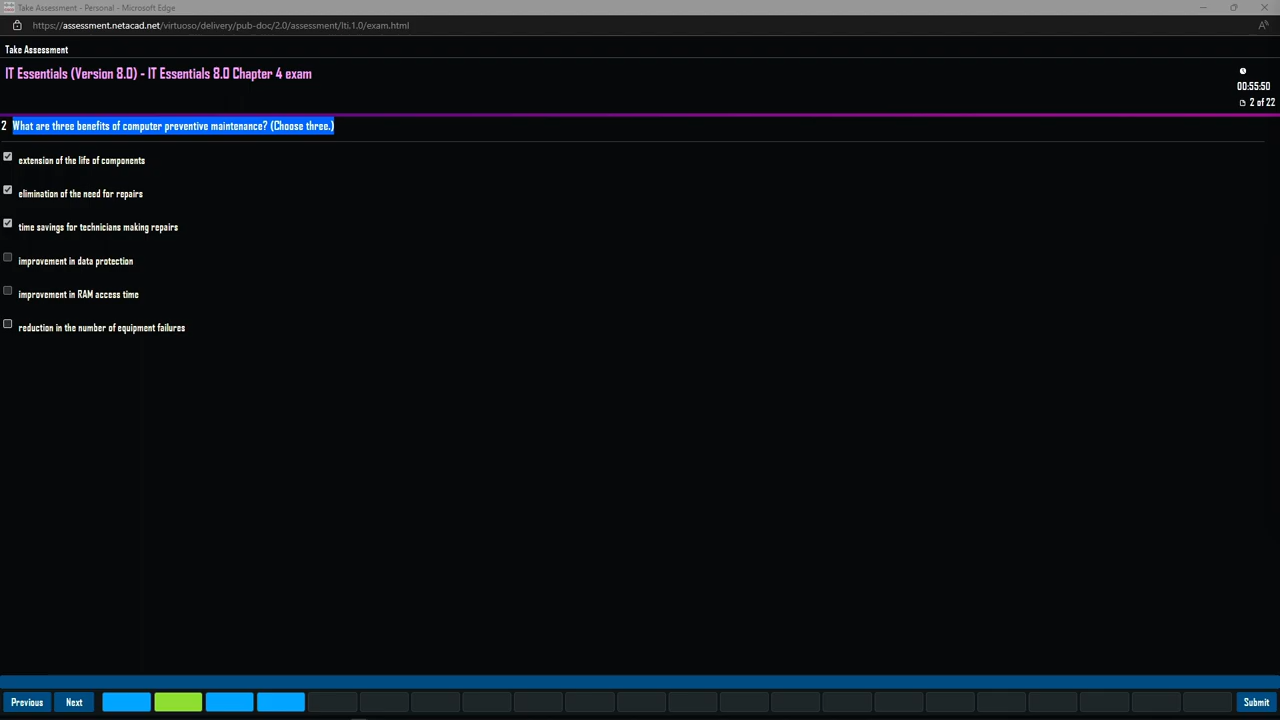 Take Assessment - Personal - Microsoft Edge
https://assessment.netacad.net/virtuoso/delivery/pub-doc/2.0/assessment/lti.1.0/exam.html
Take Assessment
IT Essentials (Version 8.0) - IT Essentials 8.0 Chapter 4 exam
00:55:50
2 of 22
2 What are three benefits of computer preventive maintenance? (Choose three.)
extension of the life of components
elimination of the need for repairs
time savings for technicians making repairs
improvement in data protection
improvement in RAM access time
reduction in the number of equipment failures
Previous Next Submit